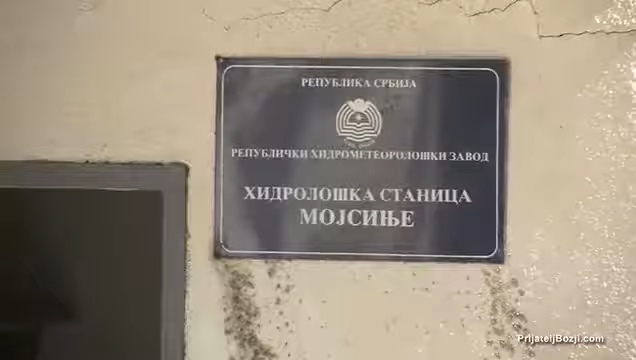 РЕПУБЛИКА СРБИЈА
РЕПУБЛИЧКИ ХИДРОМЕТЕОРОЛОШКИ ЗАВОД
ХИДРОЛОШКА СТАНИЦА
МОЈСИЊЕ
PrijateljBozji.com